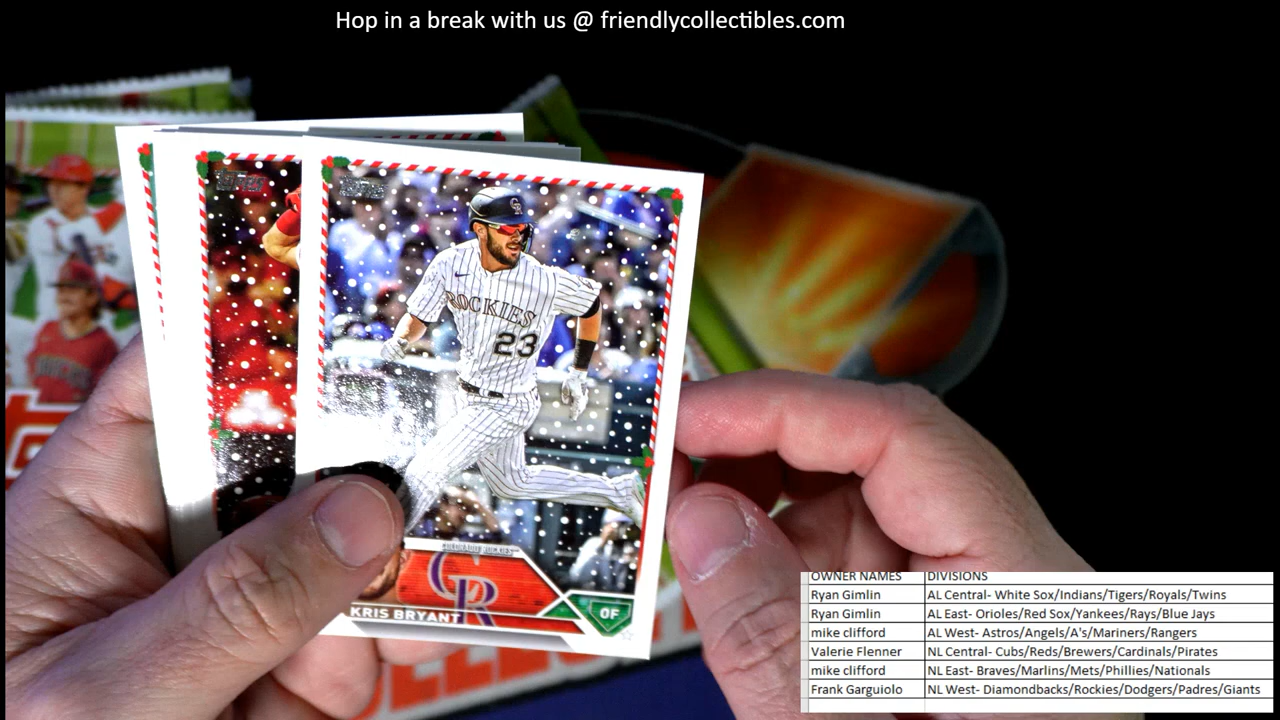 Hop in a break with us @ friendlycollectibles.com
Topps
CR
ROCKIES
23
CR
KRIS BRYANT
OF
OWNER NAMES DIVISIONS
Ryan Gimlin AL Central- White Sox/Indians/Tigers/Royals/Twins
Ryan Gimlin AL East- Orioles/Red Sox/Yankees/Rays/Blue Jays
mike clifford AL West- Astros/Angels/A's/Mariners/Rangers
Valerie Flenner NL Central- Cubs/Reds/Brewers/Cardinals/Pirates
mike clifford NL East- Braves/Marlins/Mets/Phillies/Nationals
Frank Garguiolo NL West- Diamondbacks/Rockies/Dodgers/Padres/Giants